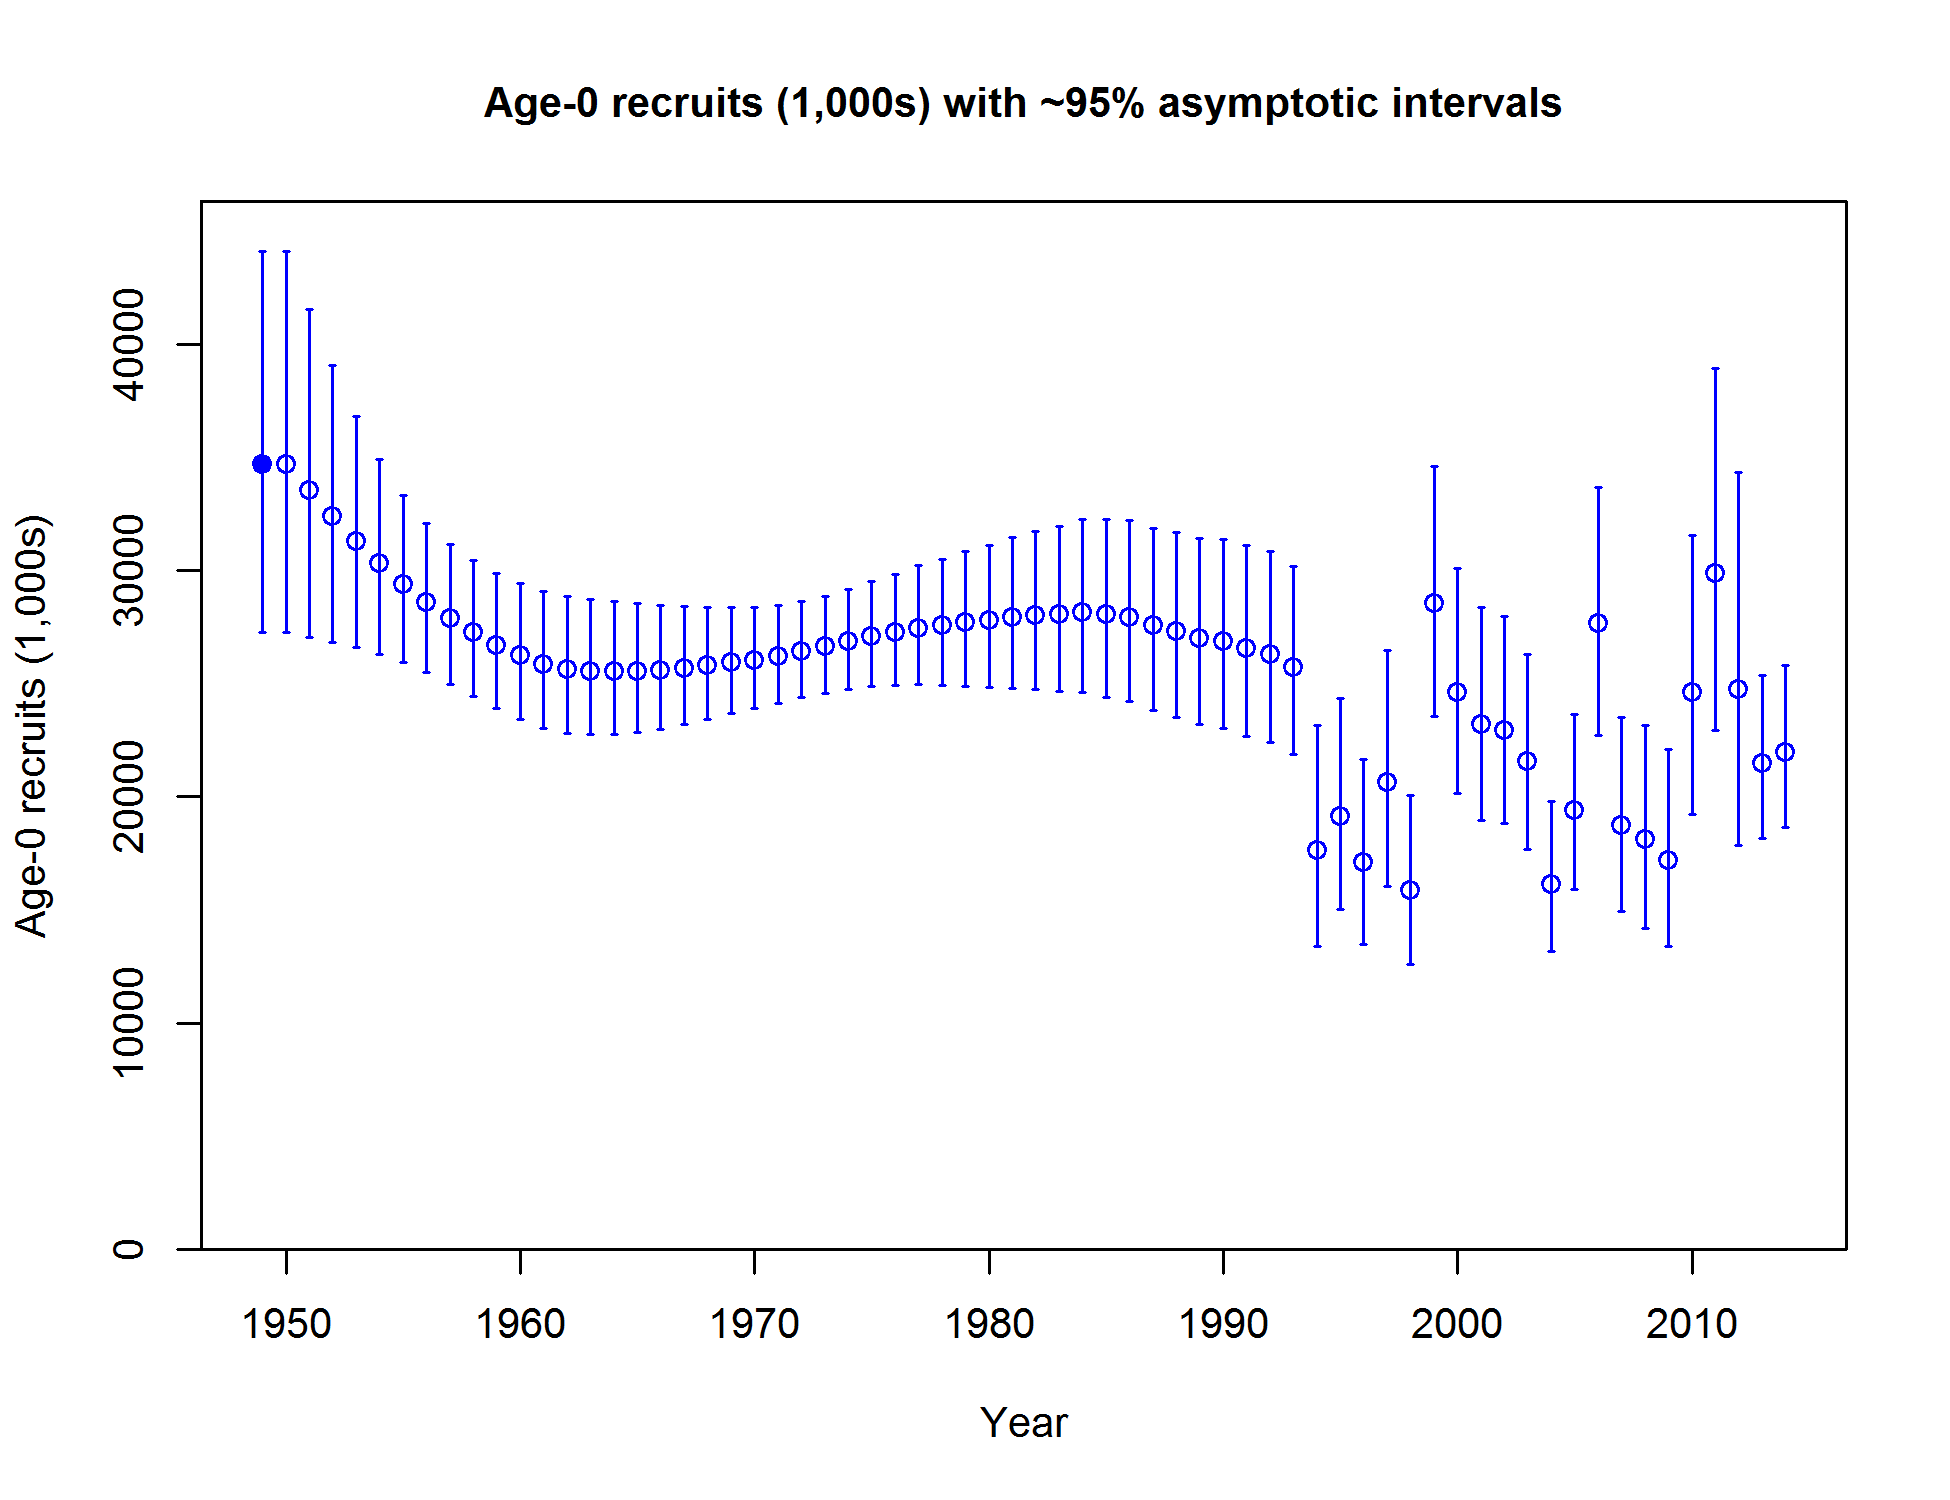 Age-0 recruits (1,000s) with ~95% asymptotic intervals
Age-0 recruits (1,000s)
40000
30000
20000
10000
0
1950 1960 1970 1980 1990 2000 2010
Year